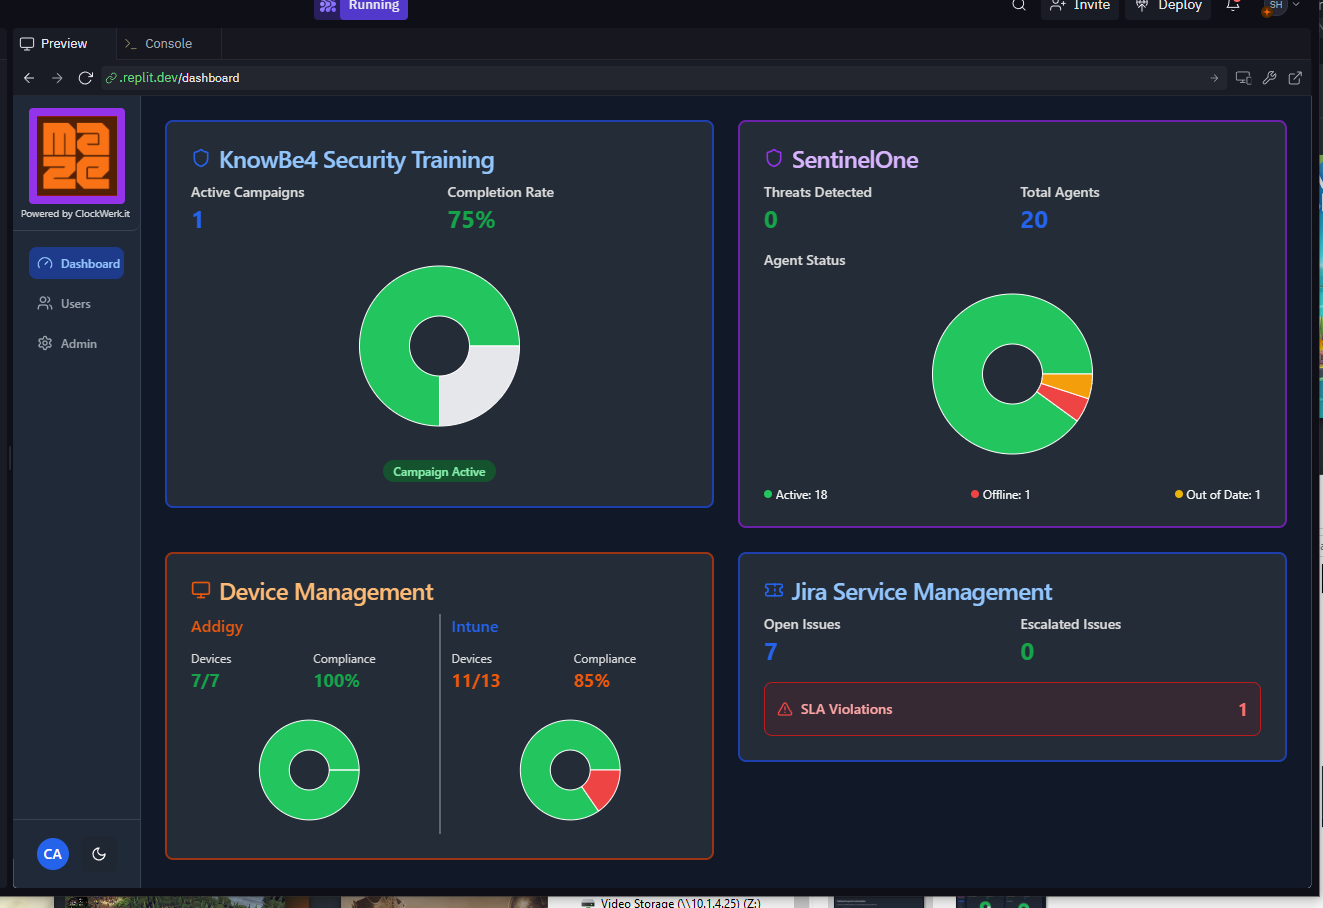 Running
Invite
Deploy
SH
Preview
Console
.replit.dev/dashboard
maze
Powered by ClockWerk.it
Dashboard
Users
Admin
CA
KnowBe4 Security Training
Active Campaigns
Completion Rate
1
75%
Campaign Active
SentinelOne
Threats Detected
Total Agents
0
20
Agent Status
Active: 18
Offline: 1
Out of Date: 1
Device Management
Addigy
Intune
Devices
Compliance
Devices
Compliance
7/7
100%
11/13
85%
Jira Service Management
Open Issues
Escalated Issues
7
0
SLA Violations
1
Video Storage (\\10.1.4.25) (Z:)